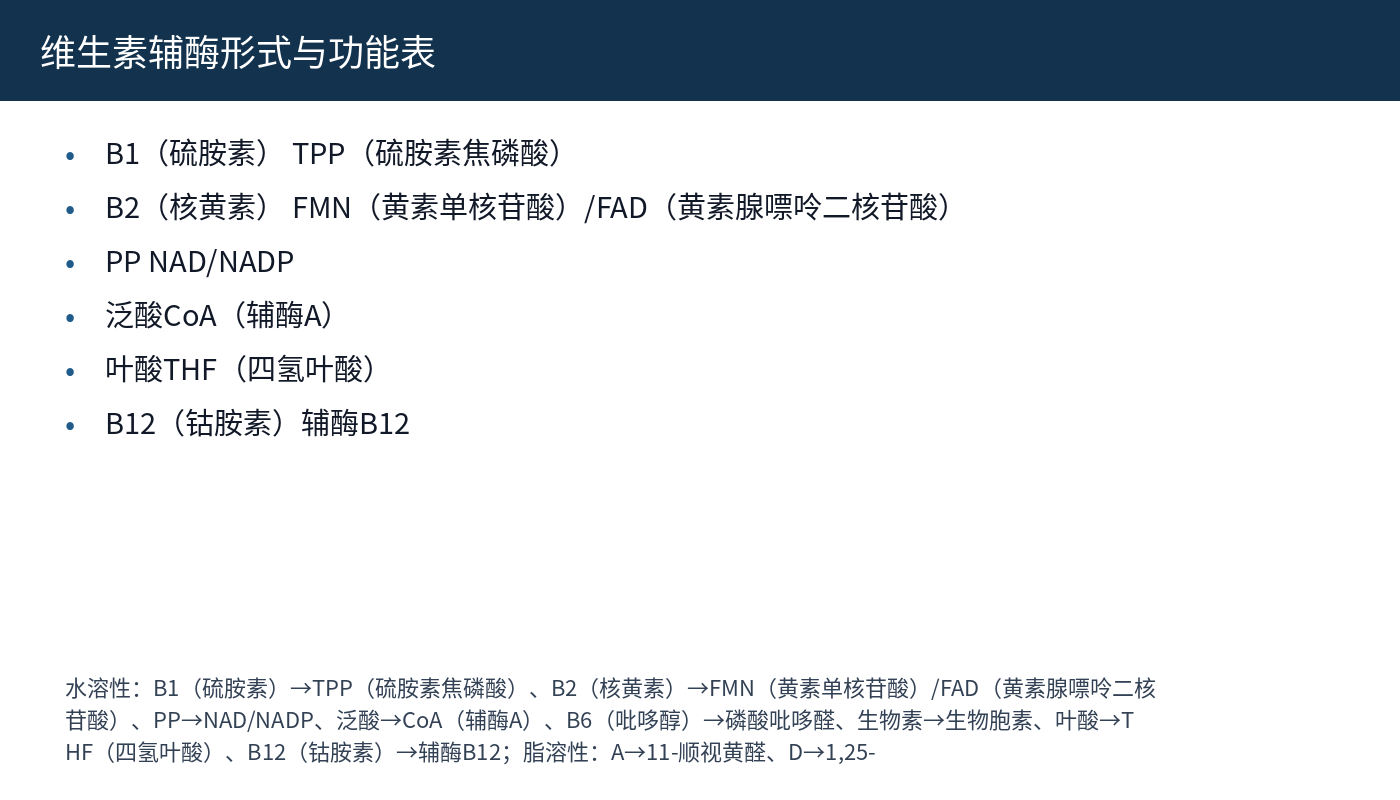 维生素辅酶形式与功能表
• B1（硫胺素） TPP（硫胺素焦磷酸）
• B2（核黄素） FMN（黄素单核苷酸）/FAD（黄素腺嘌呤二核苷酸）
• PP NAD/NADP
• 泛酸CoA（辅酶A）
• 叶酸THF（四氢叶酸）
• B12（钴胺素）辅酶B12
水溶性：B1（硫胺素）→TPP（硫胺素焦磷酸）、B2（核黄素）→FMN（黄素单核苷酸）/FAD（黄素腺嘌呤二核
苷酸）、PP→NAD/NADP、泛酸→CoA（辅酶A）、B6（吡哆醇）→磷酸吡哆醛、生物素→生物胞素、叶酸→T
HF（四氢叶酸）、B12（钴胺素）→辅酶B12；脂溶性：A→11-顺视黄醛、D→1,25-